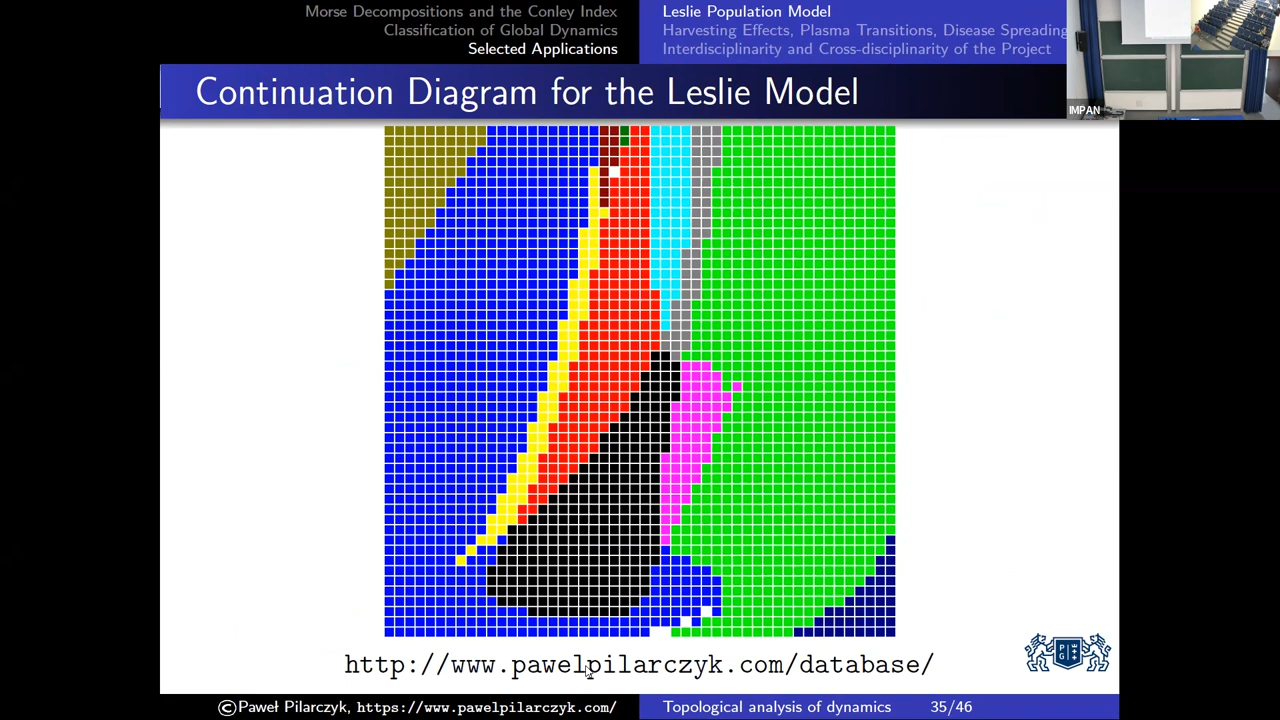 Morse Decompositions and the Conley Index
Classification of Global Dynamics
Selected Applications
Leslie Population Model
Harvesting Effects, Plasma Transitions, Disease Spreading
Interdisciplinarity and Cross-disciplinarity of the Project
IMPAN
Continuation Diagram for the Leslie Model
http://www.pawelpilarczyk.com/database/
P G
©Paweł Pilarczyk, https://www.pawelpilarczyk.com/
Topological analysis of dynamics
35/46